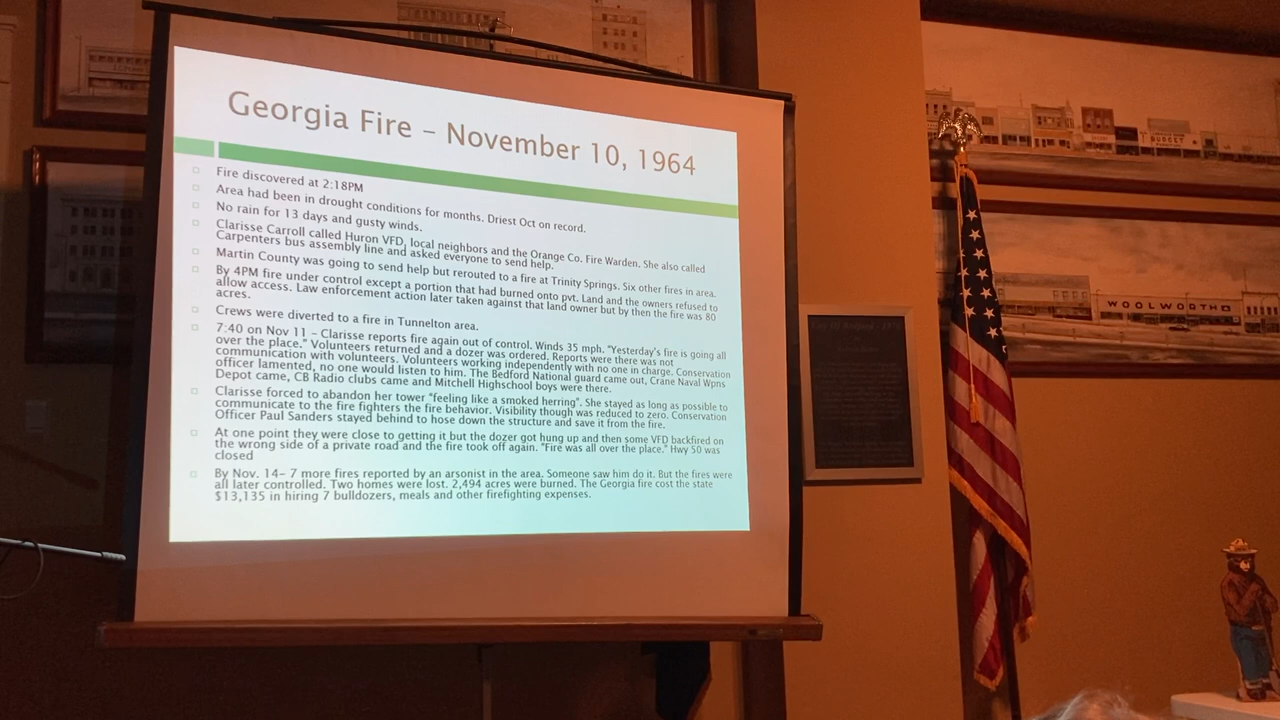 Georgia Fire – November 10, 1964
Fire discovered at 2:18PM
Area had been in drought conditions for months. Driest Oct on record.
No rain for 13 days and gusty winds.
Clarisse Carroll called Huron VFD, local neighbors and the Orange Co. Fire Warden. She also called
Carpenters bus assembly line and asked everyone to send help.
Martin County was going to send help but rerouted to a fire at Trinity Springs. Six other fires in area.
By 4PM fire under control except a portion that had burned onto pvt. Land and the owners refused to
allow access. Law enforcement action later taken against that land owner but by then the fire was 80
acres.
Crews were diverted to a fire in Tunnelton area.
7:40 on Nov 11 – Clarisse reports fire again out of control. Winds 35 mph. "Yesterday's fire is going all
over the place." Volunteers returned and a dozer was ordered. Reports were there was not
communication with volunteers. Volunteers working independently with no one in charge. Conservation
officer lamented, no one would listen to him. The Bedford National guard came out, Crane Naval Wpns
Depot came, CB Radio clubs came and Mitchell Highschool boys were there.
Clarisse forced to abandon her tower "feeling like a smoked herring". She stayed as long as possible to
communicate to the fire fighters the fire behavior. Visibility though was reduced to zero. Conservation
Officer Paul Sanders stayed behind to hose down the structure and save it from the fire.
At one point they were close to getting it but the dozer got hung up and then some VFD backfired on
the wrong side of a private road and the fire took off again. "Fire was all over the place." Hwy 50 was
closed
By Nov. 14– 7 more fires reported by an arsonist in the area. Someone saw him do it. But the fires were
all later controlled. Two homes were lost. 2,494 acres were burned. The Georgia fire cost the state
$13,135 in hiring 7 bulldozers, meals and other firefighting expenses.
WOOLWORTH